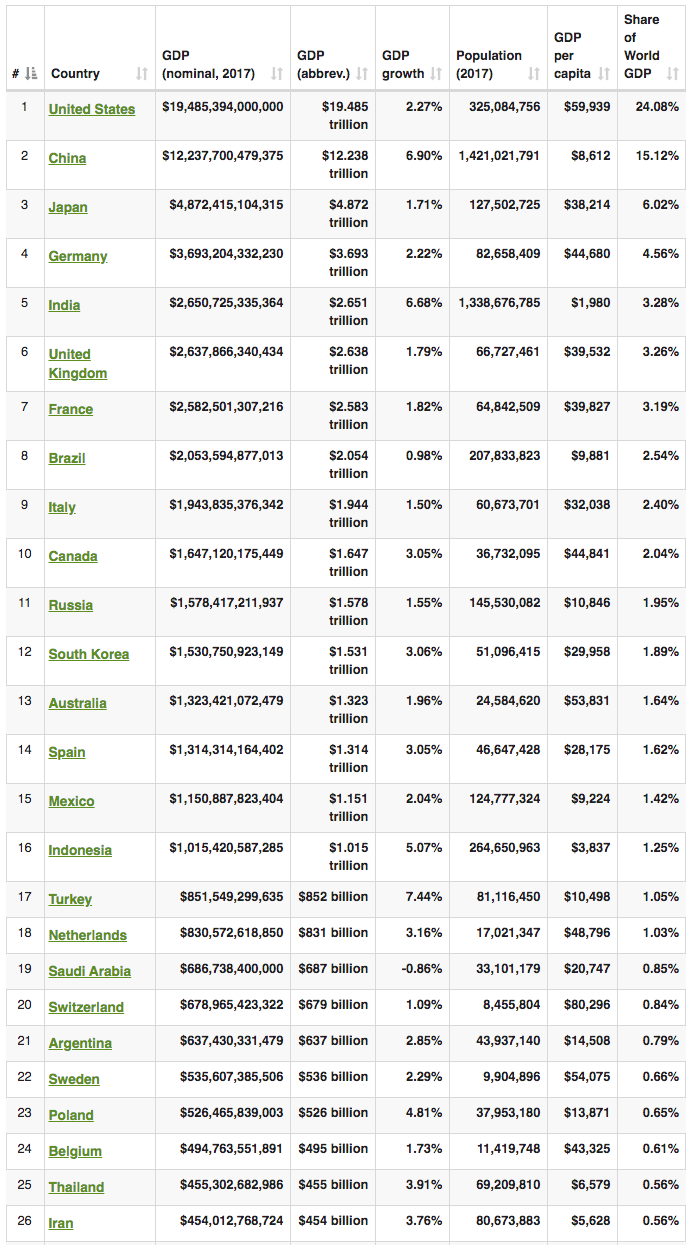 # Country GDP (nominal, 2017) GDP (abbrev.) GDP growth Population (2017) GDP per capita Share of World GDP
1 United States $19,485,394,000,000 $19.485 trillion 2.27% 325,084,756 $59,939 24.08%
2 China $12,237,700,479,375 $12.238 trillion 6.90% 1,421,021,791 $8,612 15.12%
3 Japan $4,872,415,104,315 $4.872 trillion 1.71% 127,502,725 $38,214 6.02%
4 Germany $3,693,204,332,230 $3.693 trillion 2.22% 82,658,409 $44,680 4.56%
5 India $2,650,725,335,364 $2.651 trillion 6.68% 1,338,676,785 $1,980 3.28%
6 United Kingdom $2,637,866,340,434 $2.638 trillion 1.79% 66,727,461 $39,532 3.26%
7 France $2,582,501,307,216 $2.583 trillion 1.82% 64,842,509 $39,827 3.19%
8 Brazil $2,053,594,877,013 $2.054 trillion 0.98% 207,833,823 $9,881 2.54%
9 Italy $1,943,835,376,342 $1.944 trillion 1.50% 60,673,701 $32,038 2.40%
10 Canada $1,647,120,175,449 $1.647 trillion 3.05% 36,732,095 $44,841 2.04%
11 Russia $1,578,417,211,937 $1.578 trillion 1.55% 145,530,082 $10,846 1.95%
12 South Korea $1,530,750,923,149 $1.531 trillion 3.06% 51,096,415 $29,958 1.89%
13 Australia $1,323,421,072,479 $1.323 trillion 1.96% 24,584,620 $53,831 1.64%
14 Spain $1,314,314,164,402 $1.314 trillion 3.05% 46,647,428 $28,175 1.62%
15 Mexico $1,150,887,823,404 $1.151 trillion 2.04% 124,777,324 $9,224 1.42%
16 Indonesia $1,015,420,587,285 $1.015 trillion 5.07% 264,650,963 $3,837 1.25%
17 Turkey $851,549,299,635 $852 billion 7.44% 81,116,450 $10,498 1.05%
18 Netherlands $830,572,618,850 $831 billion 3.16% 17,021,347 $48,796 1.03%
19 Saudi Arabia $686,738,400,000 $687 billion -0.86% 33,101,179 $20,747 0.85%
20 Switzerland $678,965,423,322 $679 billion 1.09% 8,455,804 $80,296 0.84%
21 Argentina $637,430,331,479 $637 billion 2.85% 43,937,140 $14,508 0.79%
22 Sweden $535,607,385,506 $536 billion 2.29% 9,904,896 $54,075 0.66%
23 Poland $526,465,839,003 $526 billion 4.81% 37,953,180 $13,871 0.65%
24 Belgium $494,763,551,891 $495 billion 1.73% 11,419,748 $43,325 0.61%
25 Thailand $455,302,682,986 $455 billion 3.91% 69,209,810 $6,579 0.56%
26 Iran $454,012,768,724 $454 billion 3.76% 80,673,883 $5,628 0.56%